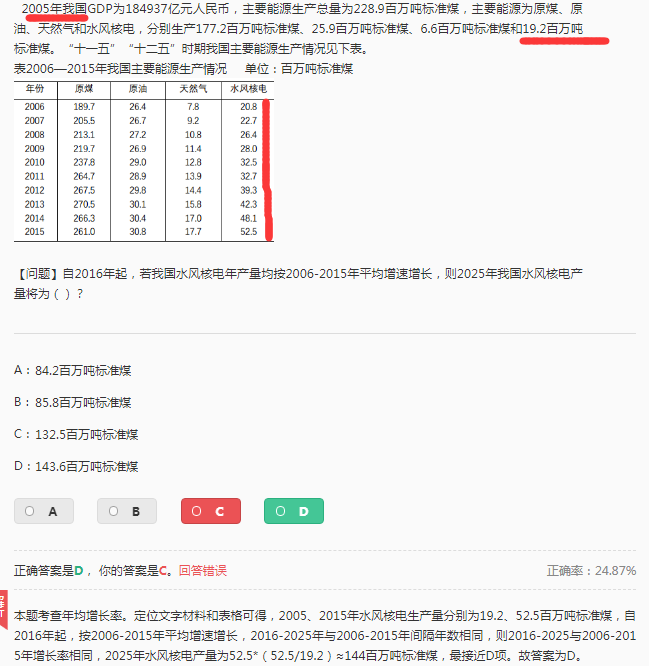 2005年我国GDP为184937亿元人民币，主要能源生产总量为228.9百万吨标准煤，主要能源为原煤、原
油、天然气和水风核电，分别生产177.2百万吨标准煤、25.9百万吨标准煤、6.6百万吨标准煤和19.2百万吨
标准煤。“十一五”“十二五”时期我国主要能源生产情况见下表。
表2006—2015年我国主要能源生产情况 单位：百万吨标准煤
年份 原煤 原油 天然气 水风核电
2006 189.7 26.4 7.8 20.8
2007 205.5 26.7 9.2 22.7
2008 213.1 27.2 10.8 26.4
2009 219.7 26.9 11.4 28.0
2010 237.8 29.0 12.8 32.5
2011 264.7 28.9 13.9 32.7
2012 267.5 29.8 14.4 39.3
2013 270.5 30.1 15.8 42.3
2014 266.3 30.4 17.0 48.1
2015 261.0 30.8 17.7 52.5
【问题】自2016年起，若我国水风核电年产量均按2006-2015年平均增速增长，则2025年我国水风核电产
量将为（ ）？
A：84.2百万吨标准煤
B：85.8百万吨标准煤
C：132.5百万吨标准煤
D：143.6百万吨标准煤
A B C D
正确答案是D， 你的答案是C。回答错误 正确率：24.87%
本题考查年均增长率。定位文字材料和表格可得，2005、2015年水风核电生产量分别为19.2、52.5百万吨标准煤，自
2016年起，按2006-2015年平均增速增长，2016-2025年与2006-2015年间隔年数相同，则2016-2025与2006-201
5年增长率相同，2025年水风核电产量为52.5*（52.5/19.2）≈144百万吨标准煤，最接近D项。故答案为D。